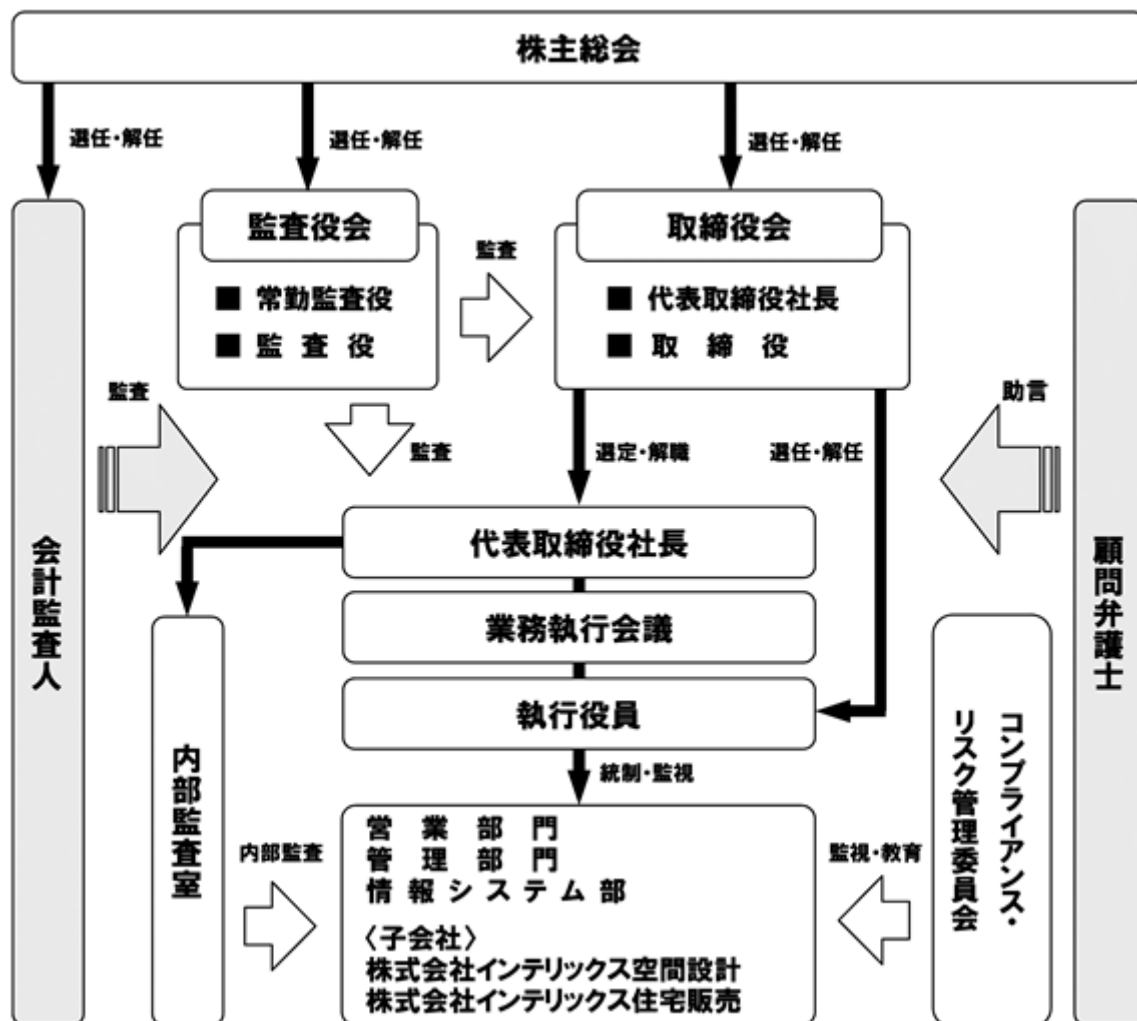 株主総会
選任・解任
選任・解任
選任・解任
監査役会
■ 常勤監査役
■ 監 査 役
監査
取締役会
■ 代表取締役社長
■ 取 締 役
監査
監査
選定・解職
選任・解任
助言
会計監査人
代表取締役社長
業務執行会議
執行役員
顧問弁護士
統制・監視
内部監査室
内部監査
営 業 部 門
管 理 部 門
情 報 シ ス テ ム 部
〈子会社〉
株式会社インテリックス空間設計
株式会社インテリックス住宅販売
監視・教育
コンプライアンス・
リスク管理委員会